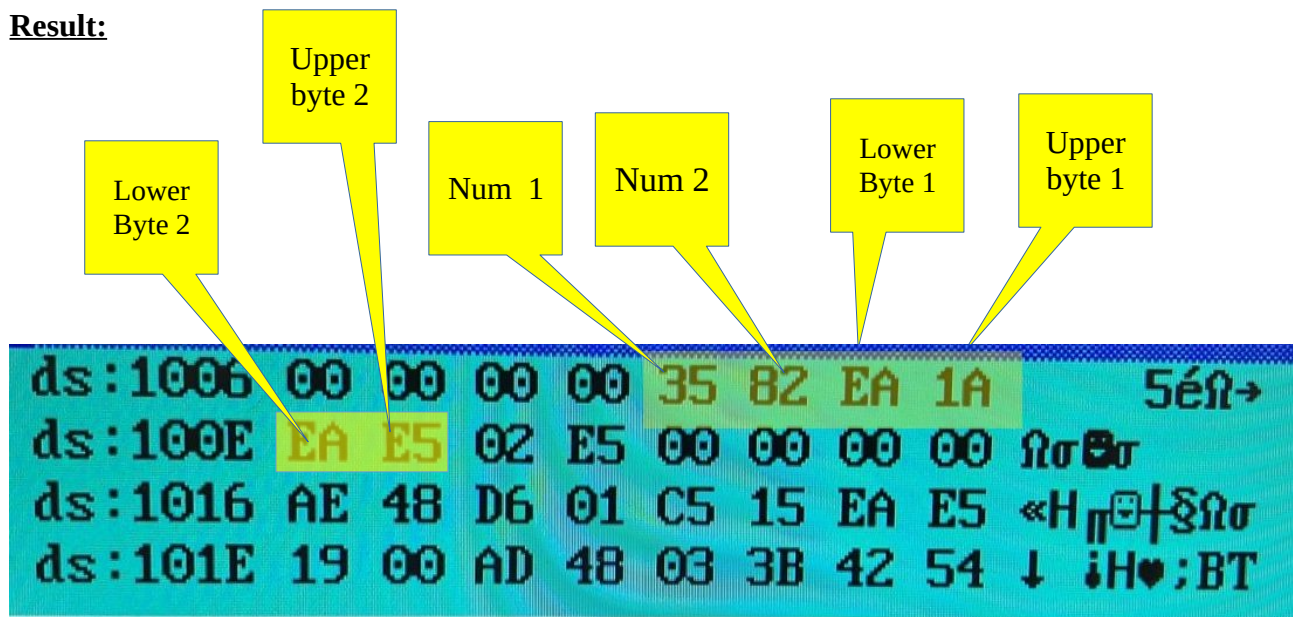 Result:
Upper
byte 2
Lower
Byte 2
Num 1
Num 2
Lower
Byte 1
Upper
byte 1
ds:1006 00 00 00 00 35 82 EA 1A 5éΩ→
ds:100E EA E5 02 E5 00 00 00 00 Ωσ☻σ
ds:1016 AE 48 D6 01 C5 15 EA E5 «H╓☺┼§Ωσ
ds:101E 19 00 AD 48 03 3B 42 54 ↓ ¡H♥;BT